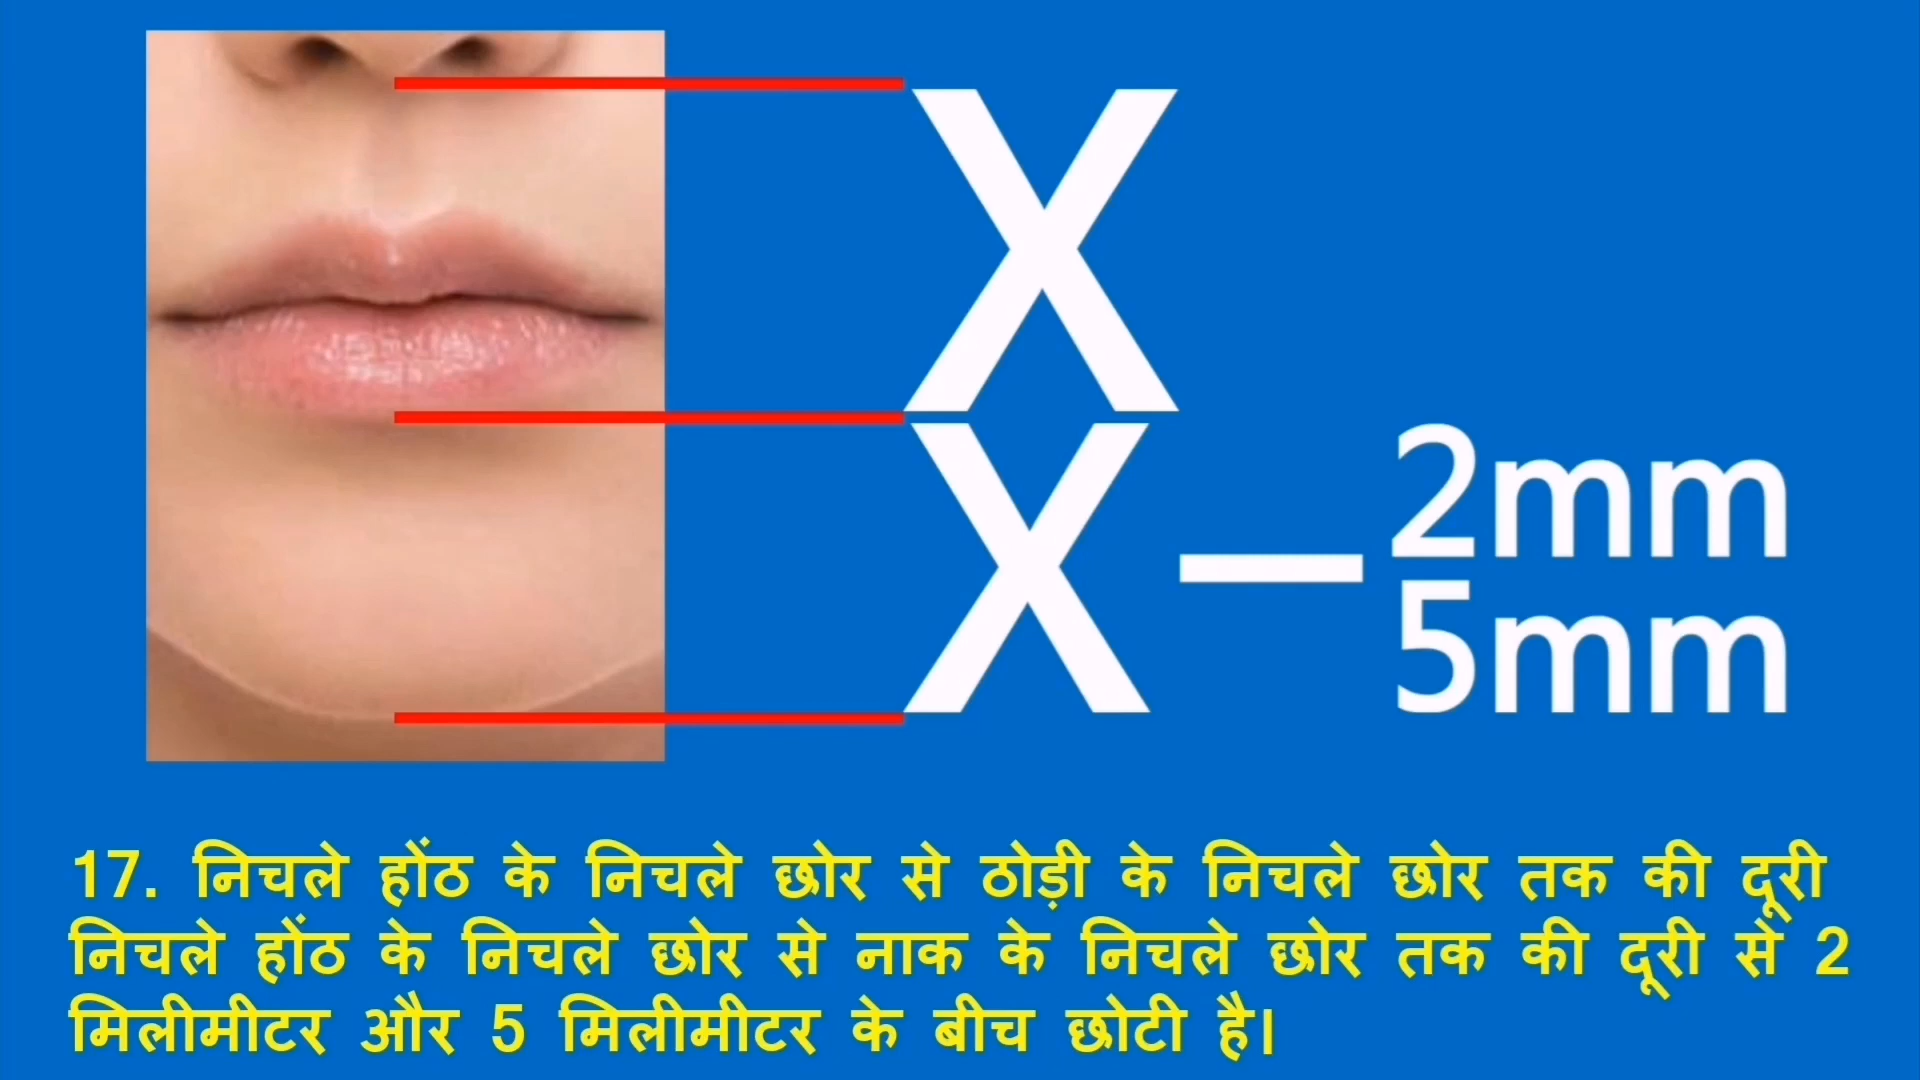 X
X — 2mm
5mm
17. निचले होंठ के निचले छोर से ठोड़ी के निचले छोर तक की दूरी
निचले होंठ के निचले छोर से नाक के निचले छोर तक की दूरी से 2
मिलीमीटर और 5 मिलीमीटर के बीच छोटी है।